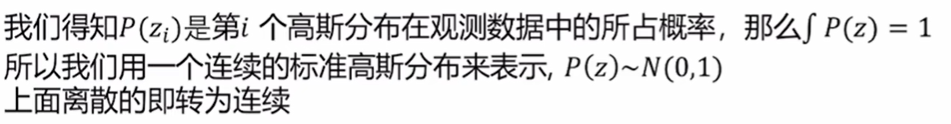 我们得知P(zᵢ)是第i 个高斯分布在观测数据中的所占概率，那么∫ P(z) = 1
所以我们用一个连续的标准高斯分布来表示, P(z)~N(0,1)
上面离散的即转为连续